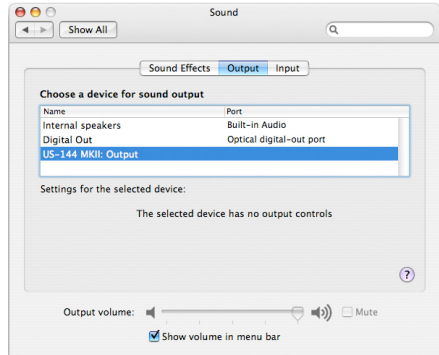 Sound
Show All
Sound Effects Output Input
Choose a device for sound output
Name Port
Internal speakers Built-in Audio
Digital Out Optical digital-out port
US-144 MKII: Output
Settings for the selected device:
The selected device has no output controls
?
Output volume: Mute
Show volume in menu bar